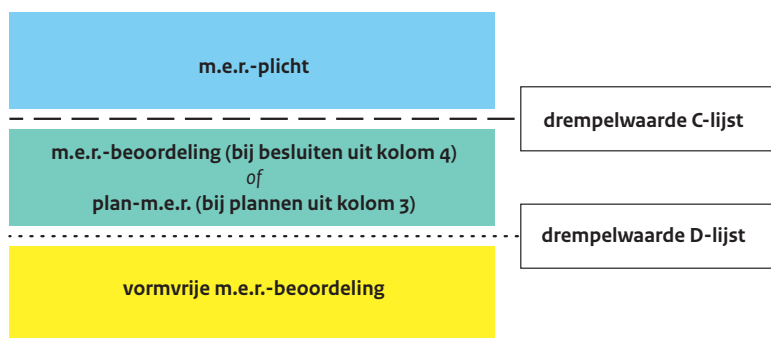 m.e.r.-plicht
drempelwaarde C-lijst
m.e.r.-beoordeling (bij besluiten uit kolom 4)
of
plan-m.e.r. (bij plannen uit kolom 3)
drempelwaarde D-lijst
vormvrije m.e.r.-beoordeling